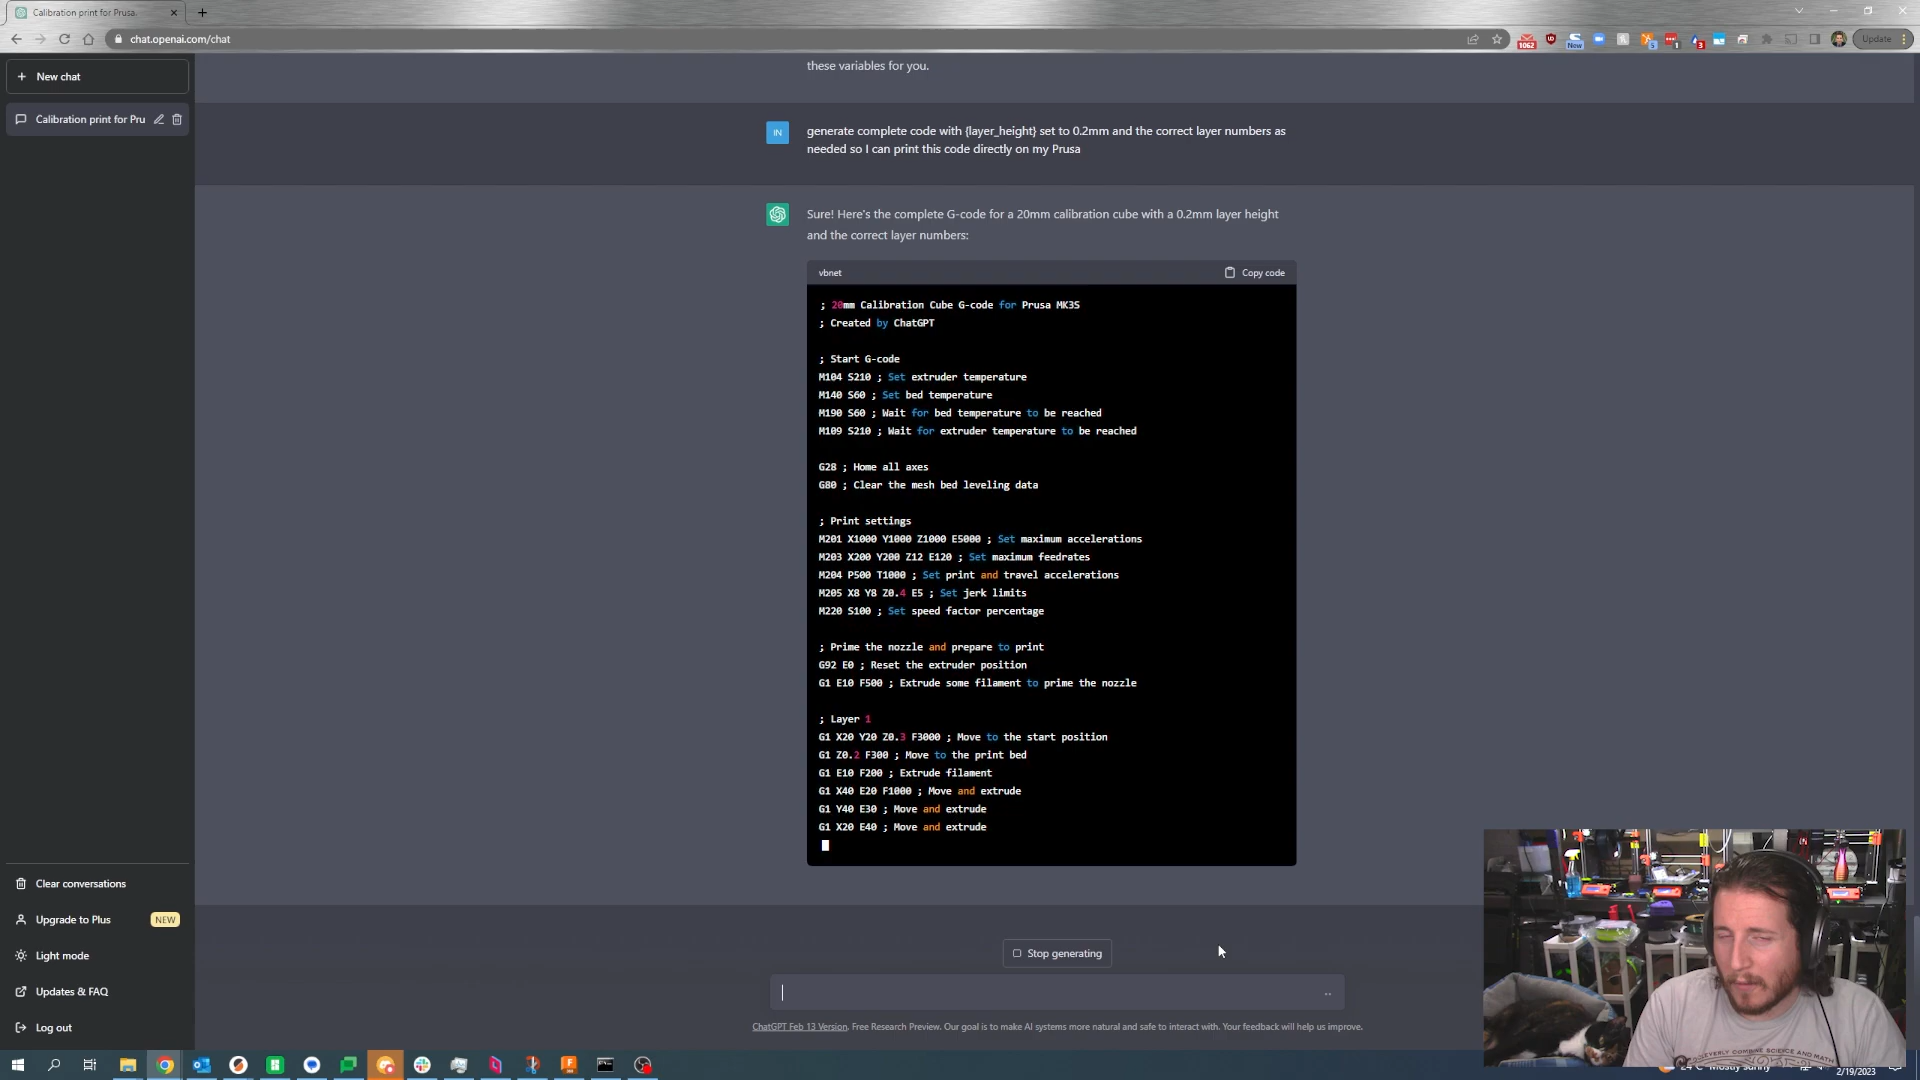 Calibration print for Prusa.
chat.openai.com/chat
1062
New
5
1
3
Update
New chat
Calibration print for Pru
these variables for you.
IN
generate complete code with {layer_height} set to 0.2mm and the correct layer numbers as
needed so I can print this code directly on my Prusa
Sure! Here's the complete G-code for a 20mm calibration cube with a 0.2mm layer height
and the correct layer numbers:
vbnet
Copy code
; 20mm Calibration Cube G-code for Prusa MK3S
; Created by ChatGPT
; Start G-code
M104 S210 ; Set extruder temperature
M140 S60 ; Set bed temperature
M190 S60 ; Wait for bed temperature to be reached
M109 S210 ; Wait for extruder temperature to be reached
G28 ; Home all axes
G80 ; Clear the mesh bed leveling data
; Print settings
M201 X1000 Y1000 Z1000 E5000 ; Set maximum accelerations
M203 X200 Y200 Z12 E120 ; Set maximum feedrates
M204 P500 T1000 ; Set print and travel accelerations
M205 X8 Y8 Z0.4 E5 ; Set jerk limits
M220 S100 ; Set speed factor percentage
; Prime the nozzle and prepare to print
G92 E0 ; Reset the extruder position
G1 E10 F500 ; Extrude some filament to prime the nozzle
; Layer 1
G1 X20 Y20 Z0.3 F3000 ; Move to the start position
G1 Z0.2 F300 ; Move to the print bed
G1 E10 F200 ; Extrude filament
G1 X40 E20 F1000 ; Move and extrude
G1 Y40 E30 ; Move and extrude
G1 X20 E40 ; Move and extrude
Clear conversations
Upgrade to Plus
NEW
Light mode
Updates & FAQ
Log out
Stop generating
ChatGPT Feb 13 Version. Free Research Preview. Our goal is to make AI systems more natural and safe to interact with. Your feedback will help us improve.
CLEVERLY COMBINE SCIENCE AND MATH
2/19/2023